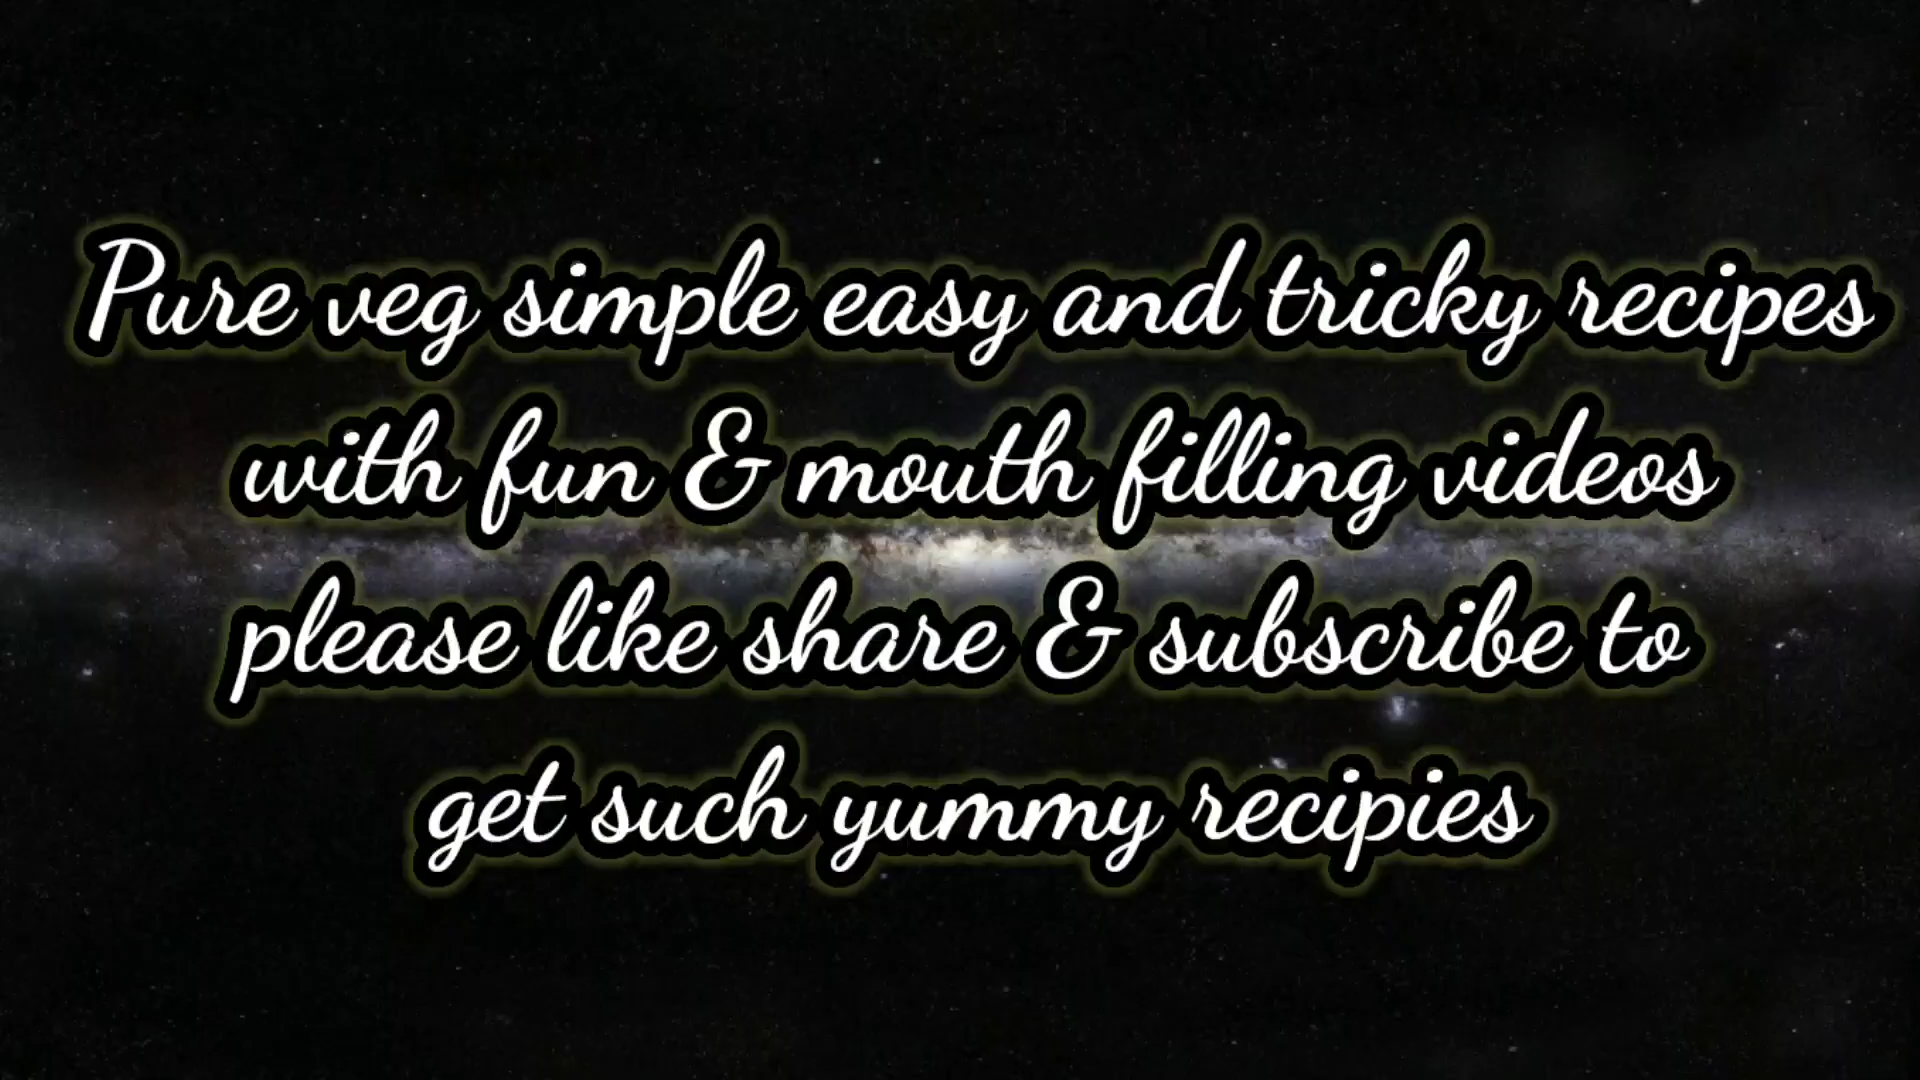 Pure veg simple easy and tricky recipes
with fun & mouth filling videos
please like share & subscribe to
get such yummy recipies